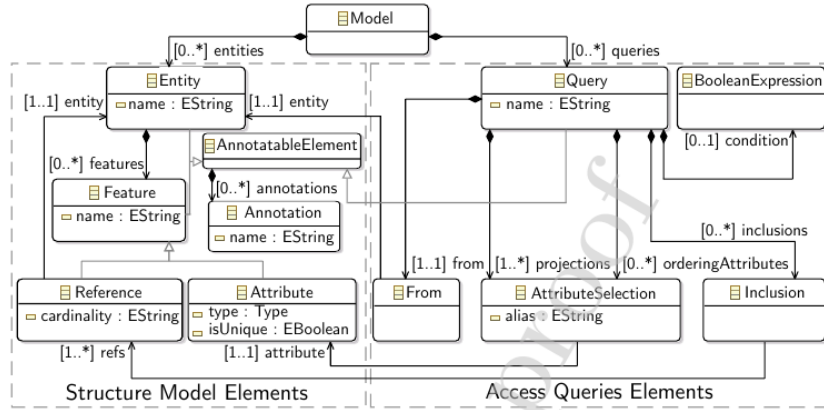 Model
[0..*] entities
[0..*] queries
Entity
name : EString
Query
name : EString
BooleanExpression
[1..1] entity
[1..1] entity
[0..1] condition
AnnotatableElement
[0..*] features
[0..*] annotations
Feature
name : EString
Annotation
name : EString
[0..*] inclusions
[1..1] from
[1..*] projections
[0..*] orderingAttributes
Reference
cardinality : EString
Attribute
type : Type
isUnique : EBoolean
From
AttributeSelection
alias : EString
Inclusion
[1..*] refs
[1..1] attribute
Structure Model Elements
Access Queries Elements
proof